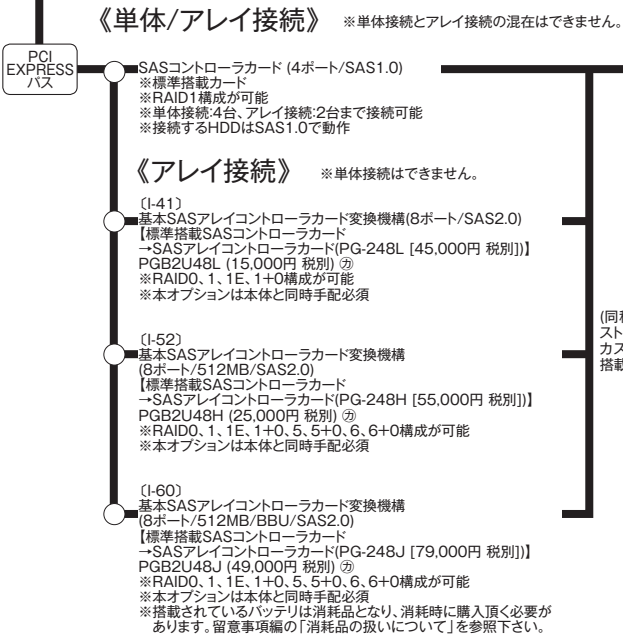 《単体/アレイ接続》 ※単体接続とアレイ接続の混在はできません。
PCI
EXPRESS
バス
SASコントローラカード (4ポート/SAS1.0)
※標準搭載カード
※RAID1構成が可能
※単体接続:4台、アレイ接続:2台まで接続可能
※接続するHDDはSAS1.0で動作
《アレイ接続》 ※単体接続はできません。
〔I-41〕
基本SASアレイコントローラカード変換機構(8ポート/SAS2.0)
【標準搭載SASコントローラカード
→SASアレイコントローラカード(PG-248L [45,000円 税別])】
PGB2U48L (15,000円 税別) ㋕
※RAID0、1、1E、1+0構成が可能
※本オプションは本体と同時手配必須
〔I-52〕
基本SASアレイコントローラカード変換機構
(8ポート/512MB/SAS2.0)
【標準搭載SASコントローラカード
→SASアレイコントローラカード(PG-248H [55,000円 税別])】
PGB2U48H (25,000円 税別) ㋕
※RAID0、1、1E、1+0、5、5+0、6、6+0構成が可能
※本オプションは本体と同時手配必須
〔I-60〕
基本SASアレイコントローラカード変換機構
(8ポート/512MB/BBU/SAS2.0)
【標準搭載SASコントローラカード
→SASアレイコントローラカード(PG-248J [79,000円 税別])】
PGB2U48J (49,000円 税別) ㋕
※RAID0、1、1E、1+0、5、5+0、6、6+0構成が可能
※本オプションは本体と同時手配必須
※搭載されているバッテリは消耗品となり、消耗時に購入頂く必要が
あります。留意事項編の「消耗品の扱いについて」を参照下さい。
(同
スト
カス
搭載